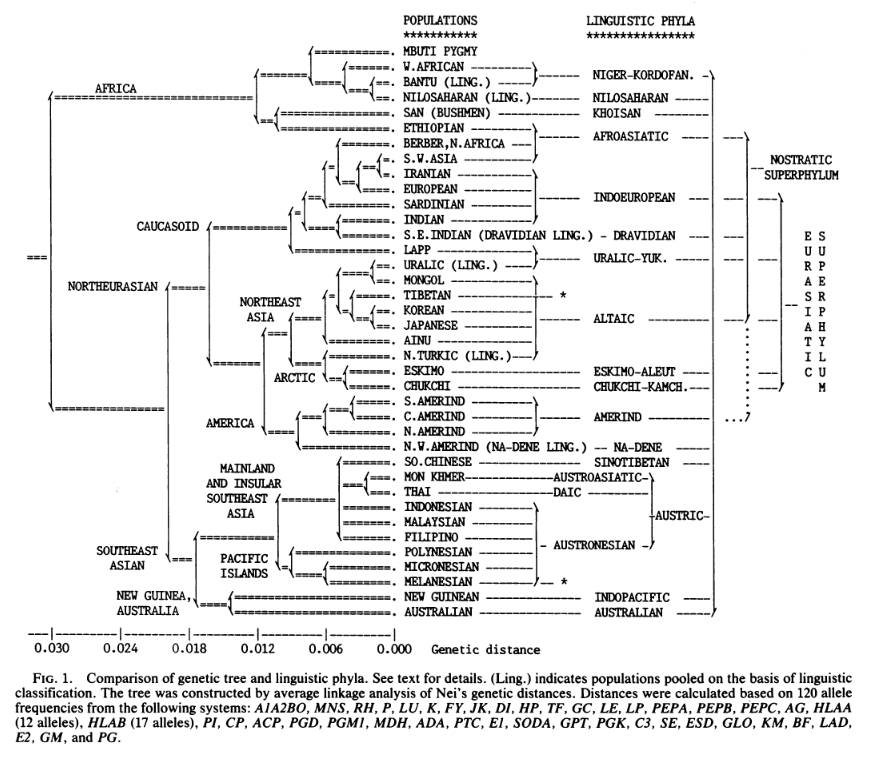 POPULATIONS LINGUISTIC PHYLA
*********** ****************
MBUTI PYGMY
W.AFRICAN
AFRICA BANTU (LING.) NIGER-KORDOFAN.
NILOSAHARAN (LING.) NILOSAHARAN
SAN (BUSHMEN) KHOISAN
ETHIOPIAN
AFROASIATIC
BERBER,N.AFRICA
S.W.ASIA NOSTRATIC
IRANIAN SUPERPHYLUM
EUROPEAN
SARDINIAN INDOEUROPEAN
INDIAN
CAUCASOID
S.E.INDIAN (DRAVIDIAN LING.) - DRAVIDIAN
LAPP
URALIC (LING.) URALIC-YUK.
MONGOL
NORTHEURASIAN
TIBETAN *
NORTHEAST
ASIA
KOREAN
JAPANESE ALTAIC
AINU
N.TURKIC (LING.)
ARCTIC ESKIMO ESKIMO-ALEUT
CHUKCHI CHUKCHI-KAMCH.
EURASIATIC
SUPERPHYLUM
S.AMERIND
AMERICA C.AMERIND AMERIND
N.AMERIND
N.W.AMERIND (NA-DENE LING.) -- NA-DENE
SO.CHINESE SINOTIBETAN
MAINLAND
AND INSULAR
SOUTHEAST
ASIA
MON KHMER AUSTROASIATIC
THAI DAIC
INDONESIAN
MALAYSIAN AUSTRIC
FILIPINO
AUSTRONESIAN
SOUTHEAST
ASIAN
PACIFIC
ISLANDS
POLYNESIAN
MICRONESIAN
MELANESIAN *
NEW GUINEA,
AUSTRALIA
NEW GUINEAN INDOPACIFIC
AUSTRALIAN AUSTRALIAN
0.030 0.024 0.018 0.012 0.006 0.000 Genetic distance
FIG. 1. Comparison of genetic tree and linguistic phyla. See text for details. (Ling.) indicates populations pooled on the basis of linguistic
classification. The tree was constructed by average linkage analysis of Nei's genetic distances. Distances were calculated based on 120 allele
frequencies from the following systems: A1A2BO, MNS, RH, P, LU, K, FY, JK, DI, HP, TF, GC, LE, LP, PEPA, PEPB, PEPC, AG, HLAA
(12 alleles), HLAB (17 alleles), PI, CP, ACP, PGD, PGM1, MDH, ADA, PTC, E1, SODA, GPT, PGK, C3, SE, ESD, GLO, KM, BF, LAD,
E2, GM, and PG.